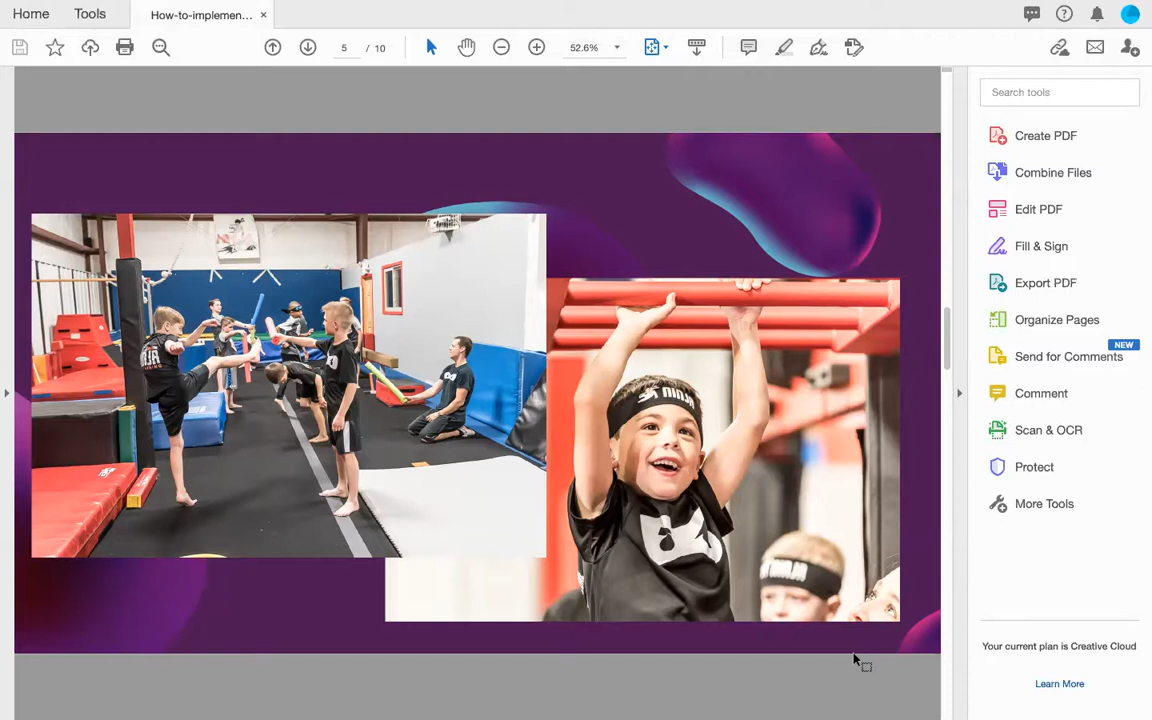 Home
Tools
How-to-implemen... ×
5 / 10
52.6%
Search tools
Create PDF
Combine Files
Edit PDF
Fill & Sign
Export PDF
Organize Pages
NEW
Send for Comments
Comment
Scan & OCR
Protect
More Tools
Your current plan is Creative Cloud
Learn More
NINJA